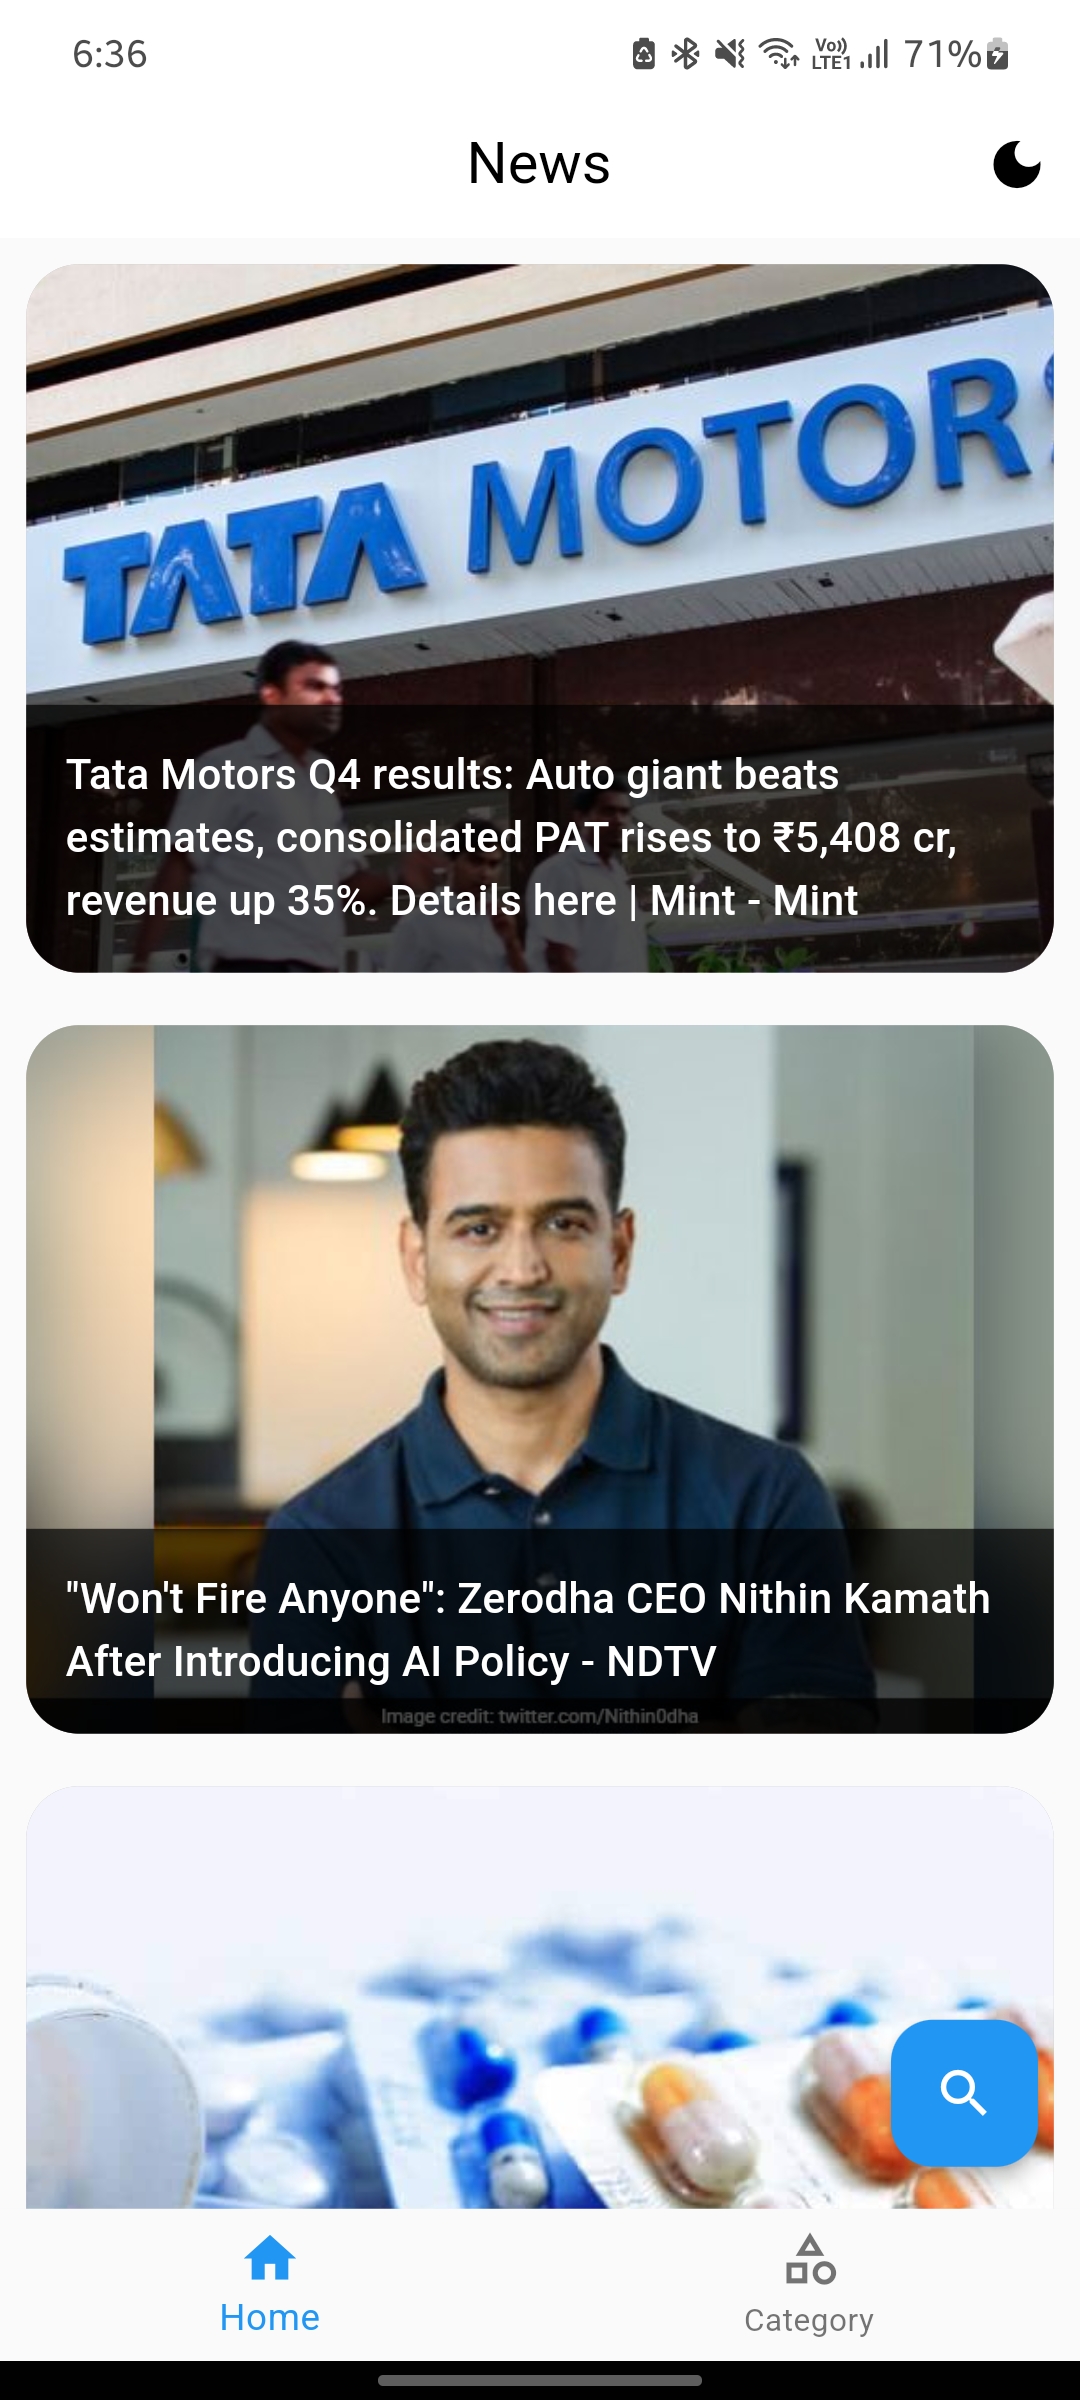 6:36
Vo))
LTE1
71%
News
TATA MOTORS
Tata Motors Q4 results: Auto giant beats
estimates, consolidated PAT rises to ₹5,408 cr,
revenue up 35%. Details here | Mint - Mint
"Won't Fire Anyone": Zerodha CEO Nithin Kamath
After Introducing AI Policy - NDTV
Image credit: twitter.com/Nithin0dha
Home
Category